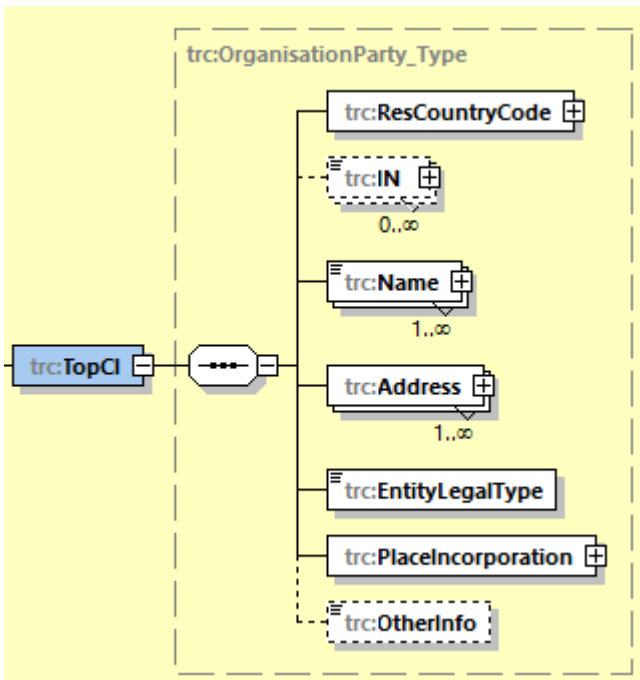 trc:OrganisationParty_Type
trc:ResCountryCode
trc:IN
0..∞
trc:Name
1..∞
trc:TopCI
trc:Address
1..∞
trc:EntityLegalType
trc:PlaceIncorporation
trc:OtherInfo